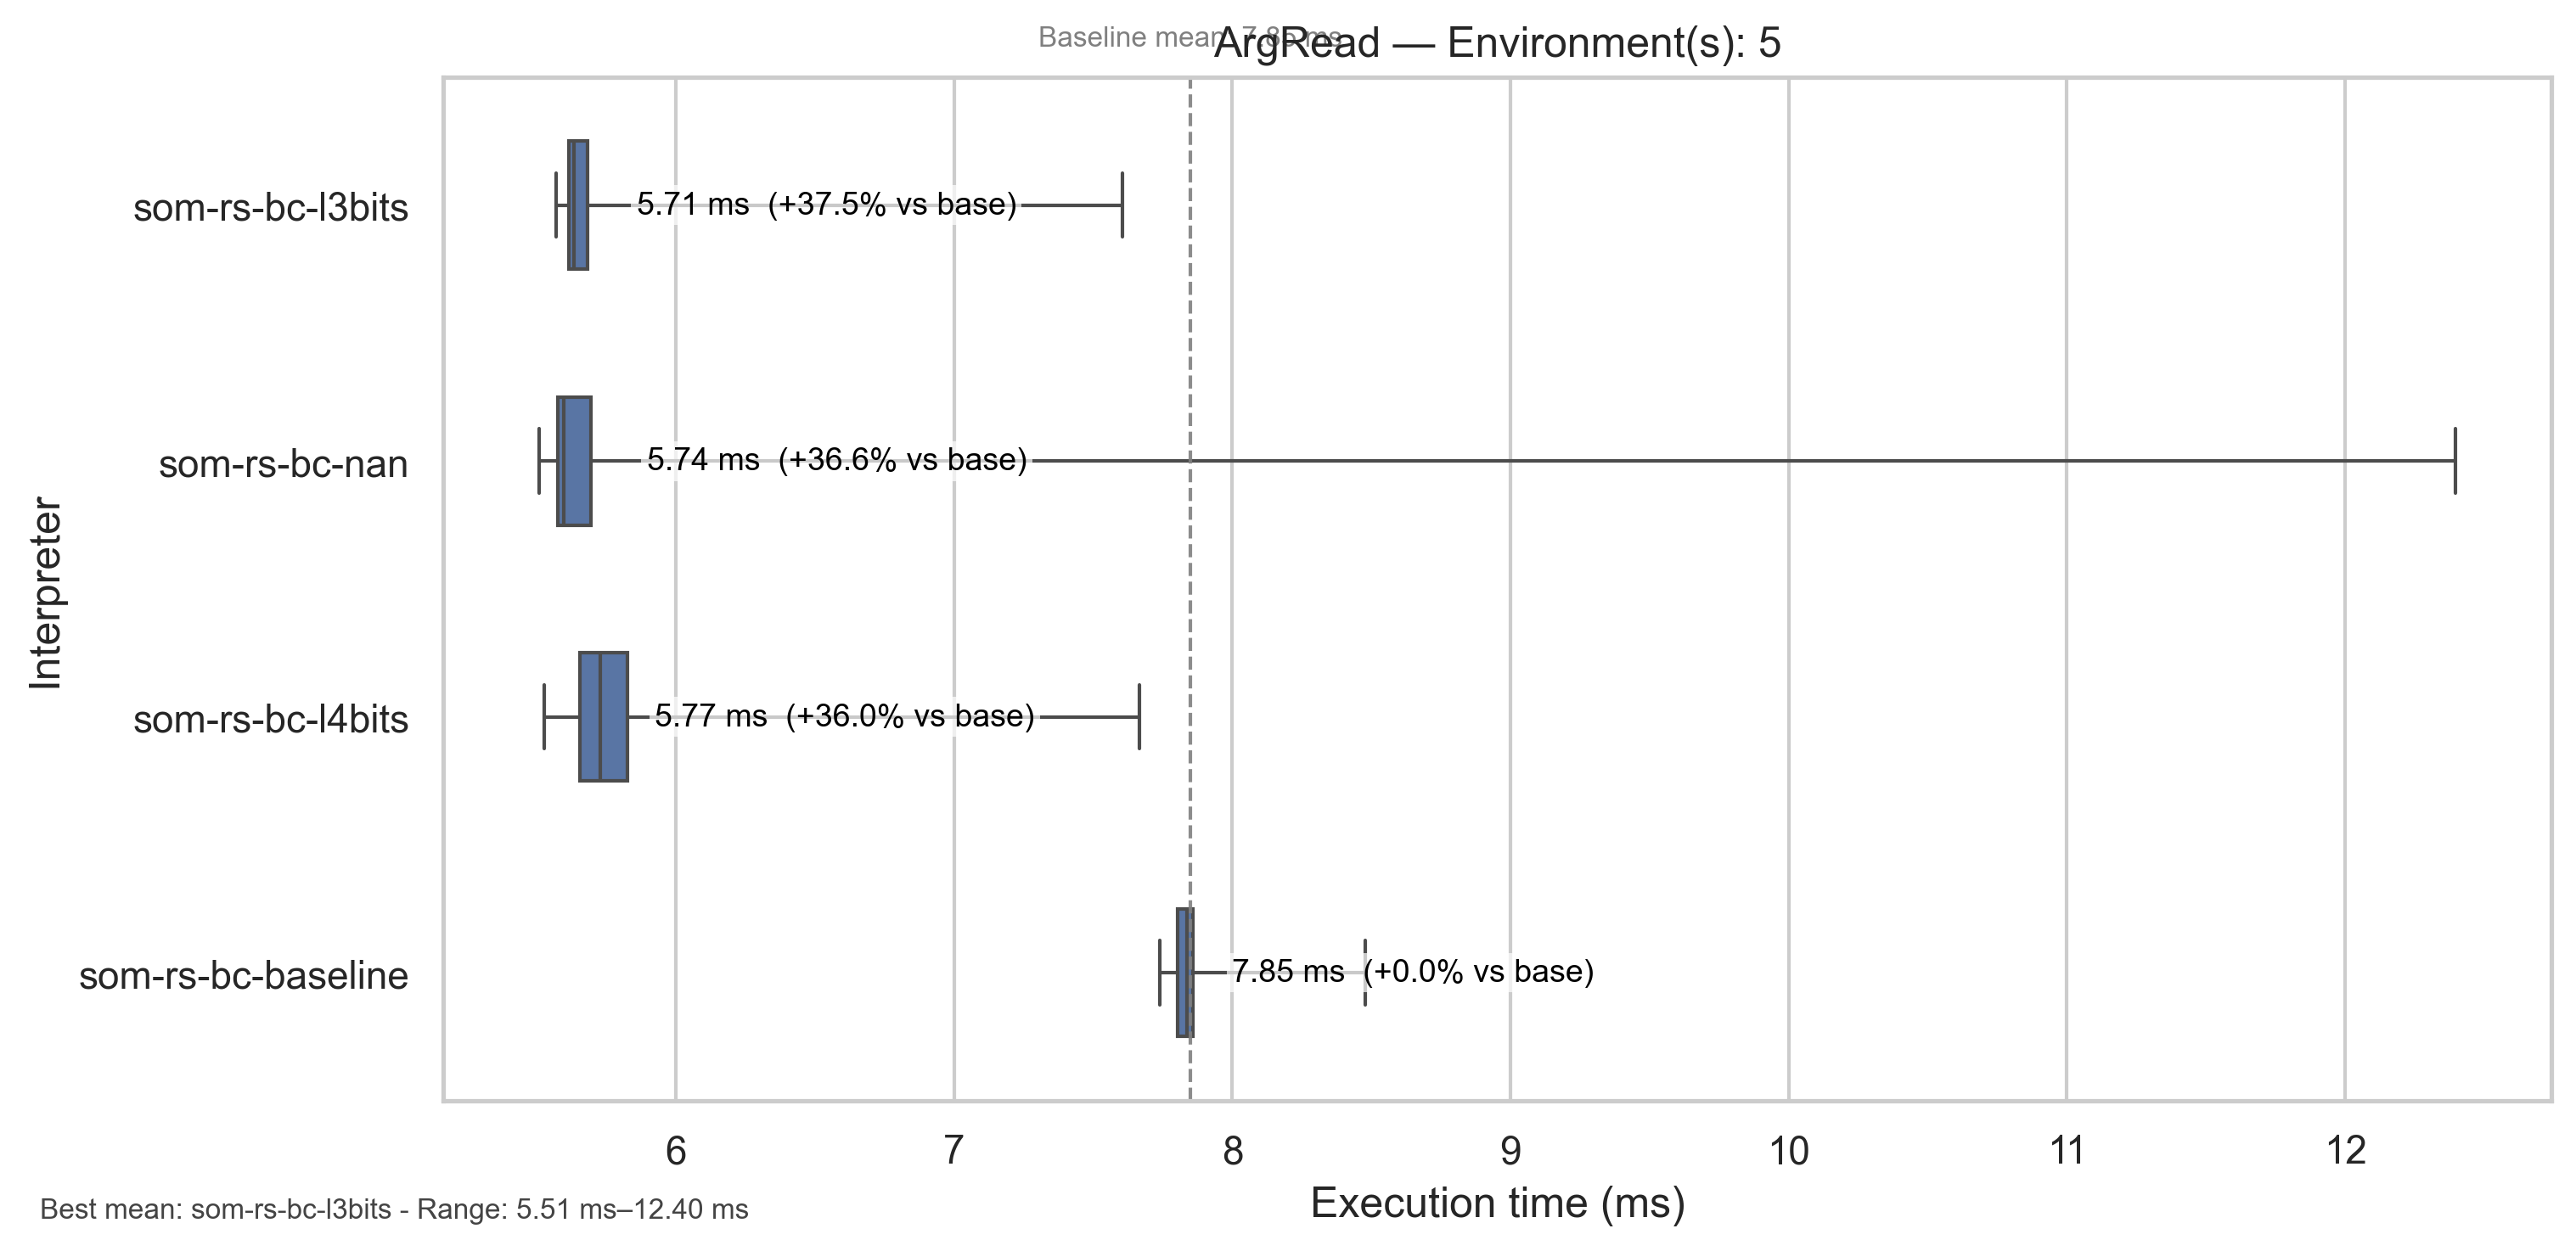 Baseline mean: 7.85 ms
ArgRead — Environment(s): 5
som-rs-bc-l3bits
5.71 ms (+37.5% vs base)
som-rs-bc-nan
5.74 ms (+36.6% vs base)
som-rs-bc-l4bits
5.77 ms (+36.0% vs base)
som-rs-bc-baseline
7.85 ms (+0.0% vs base)
Interpreter
6 7 8 9 10 11 12
Execution time (ms)
Best mean: som-rs-bc-l3bits - Range: 5.51 ms–12.40 ms